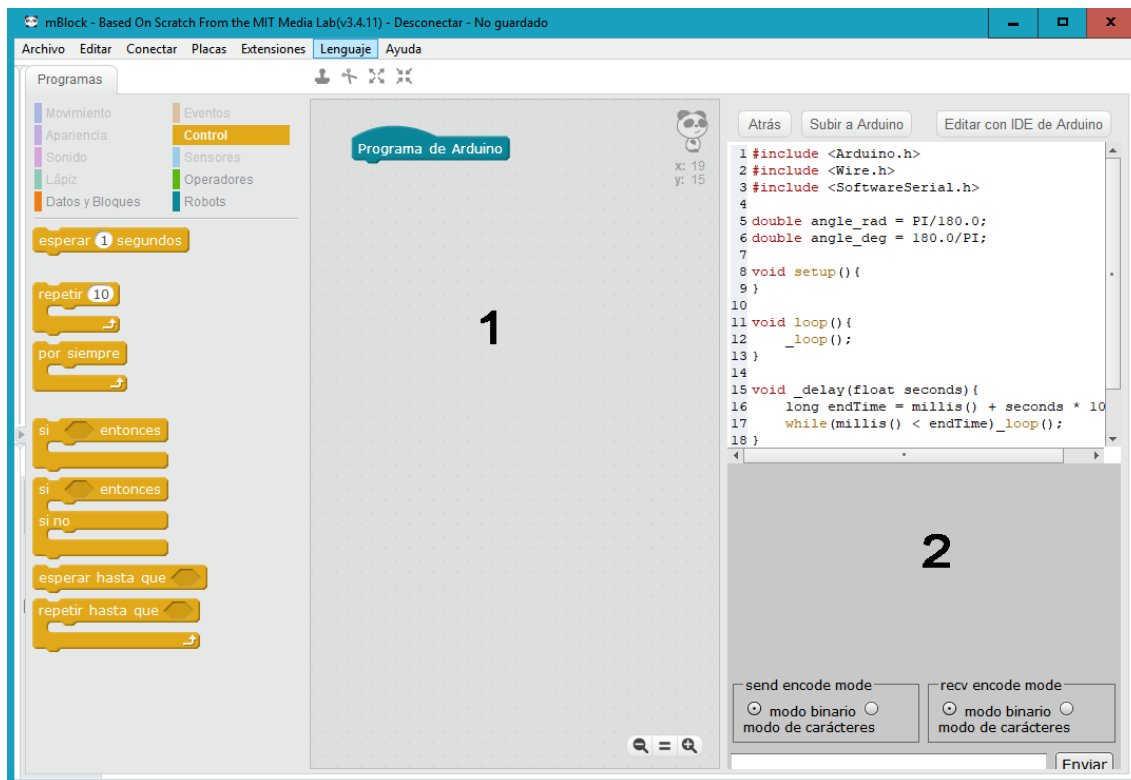 mBlock - Based On Scratch From the MIT Media Lab(v3.4.11) - Desconectar - No guardado
Archivo Editar Conectar Placas Extensiones Lenguaje Ayuda
Programas
Movimiento Eventos
Apariencia Control
Sonido Sensores
Lápiz Operadores
Datos y Bloques Robots
esperar 1 segundos
repetir 10
por siempre
si entonces
si entonces
si no
esperar hasta que
repetir hasta que
Programa de Arduino
x: 19
y: 15
1
Atrás Subir a Arduino Editar con IDE de Arduino
1 #include <Arduino.h>
2 #include <Wire.h>
3 #include <SoftwareSerial.h>
4
5 double angle_rad = PI/180.0;
6 double angle_deg = 180.0/PI;
7
8 void setup(){
9 }
10
11 void loop(){
12 _loop();
13 }
14
15 void _delay(float seconds){
16 long endTime = millis() + seconds * 10
17 while(millis() < endTime)_loop();
18 }
2
send encode mode recv encode mode
modo binario modo binario
modo de carácteres modo de carácteres
Enviar